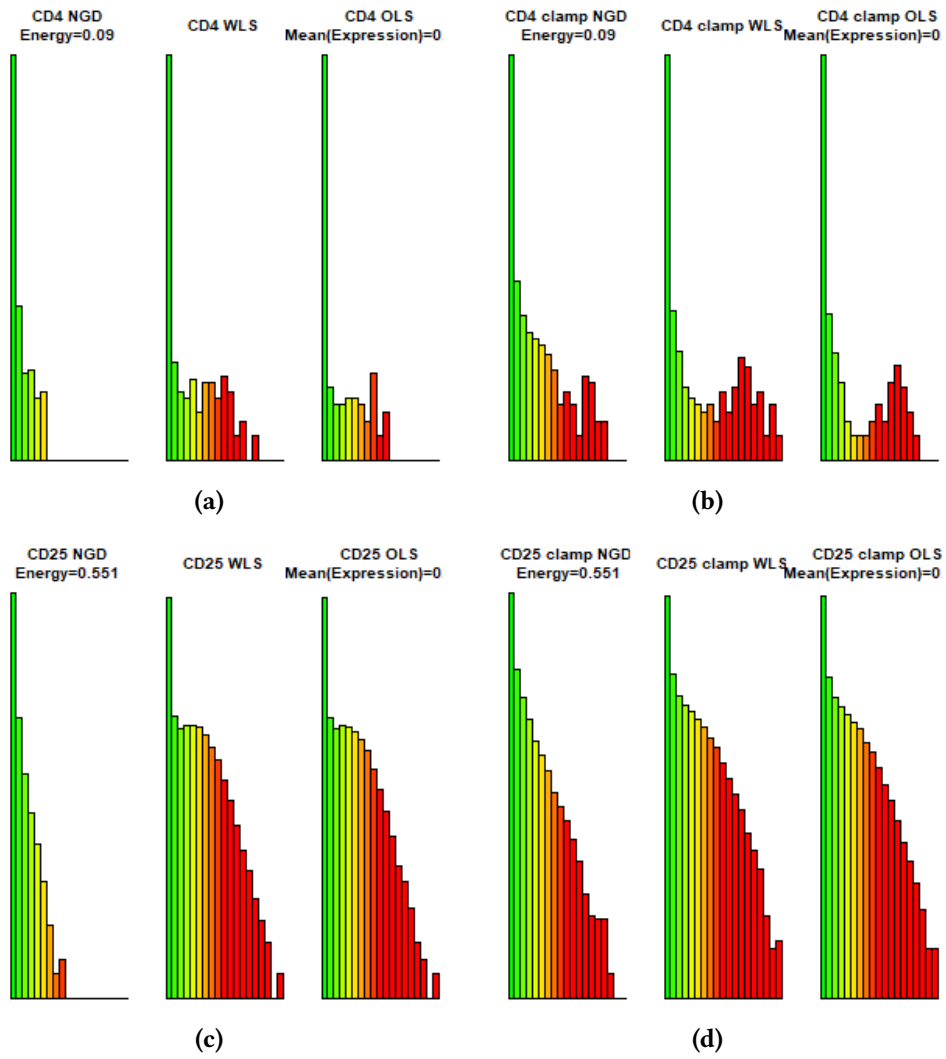 CD4 NGD
Energy=0.09
CD4 WLS
CD4 OLS
Mean(Expression)=0
CD4 clamp NGD
Energy=0.09
CD4 clamp WLS
CD4 clamp OLS
Mean(Expression)=0
(a)
(b)
CD25 NGD
Energy=0.551
CD25 WLS
CD25 OLS
Mean(Expression)=0
CD25 clamp NGD
Energy=0.551
CD25 clamp WLS
CD25 clamp OLS
Mean(Expression)=0
(c)
(d)